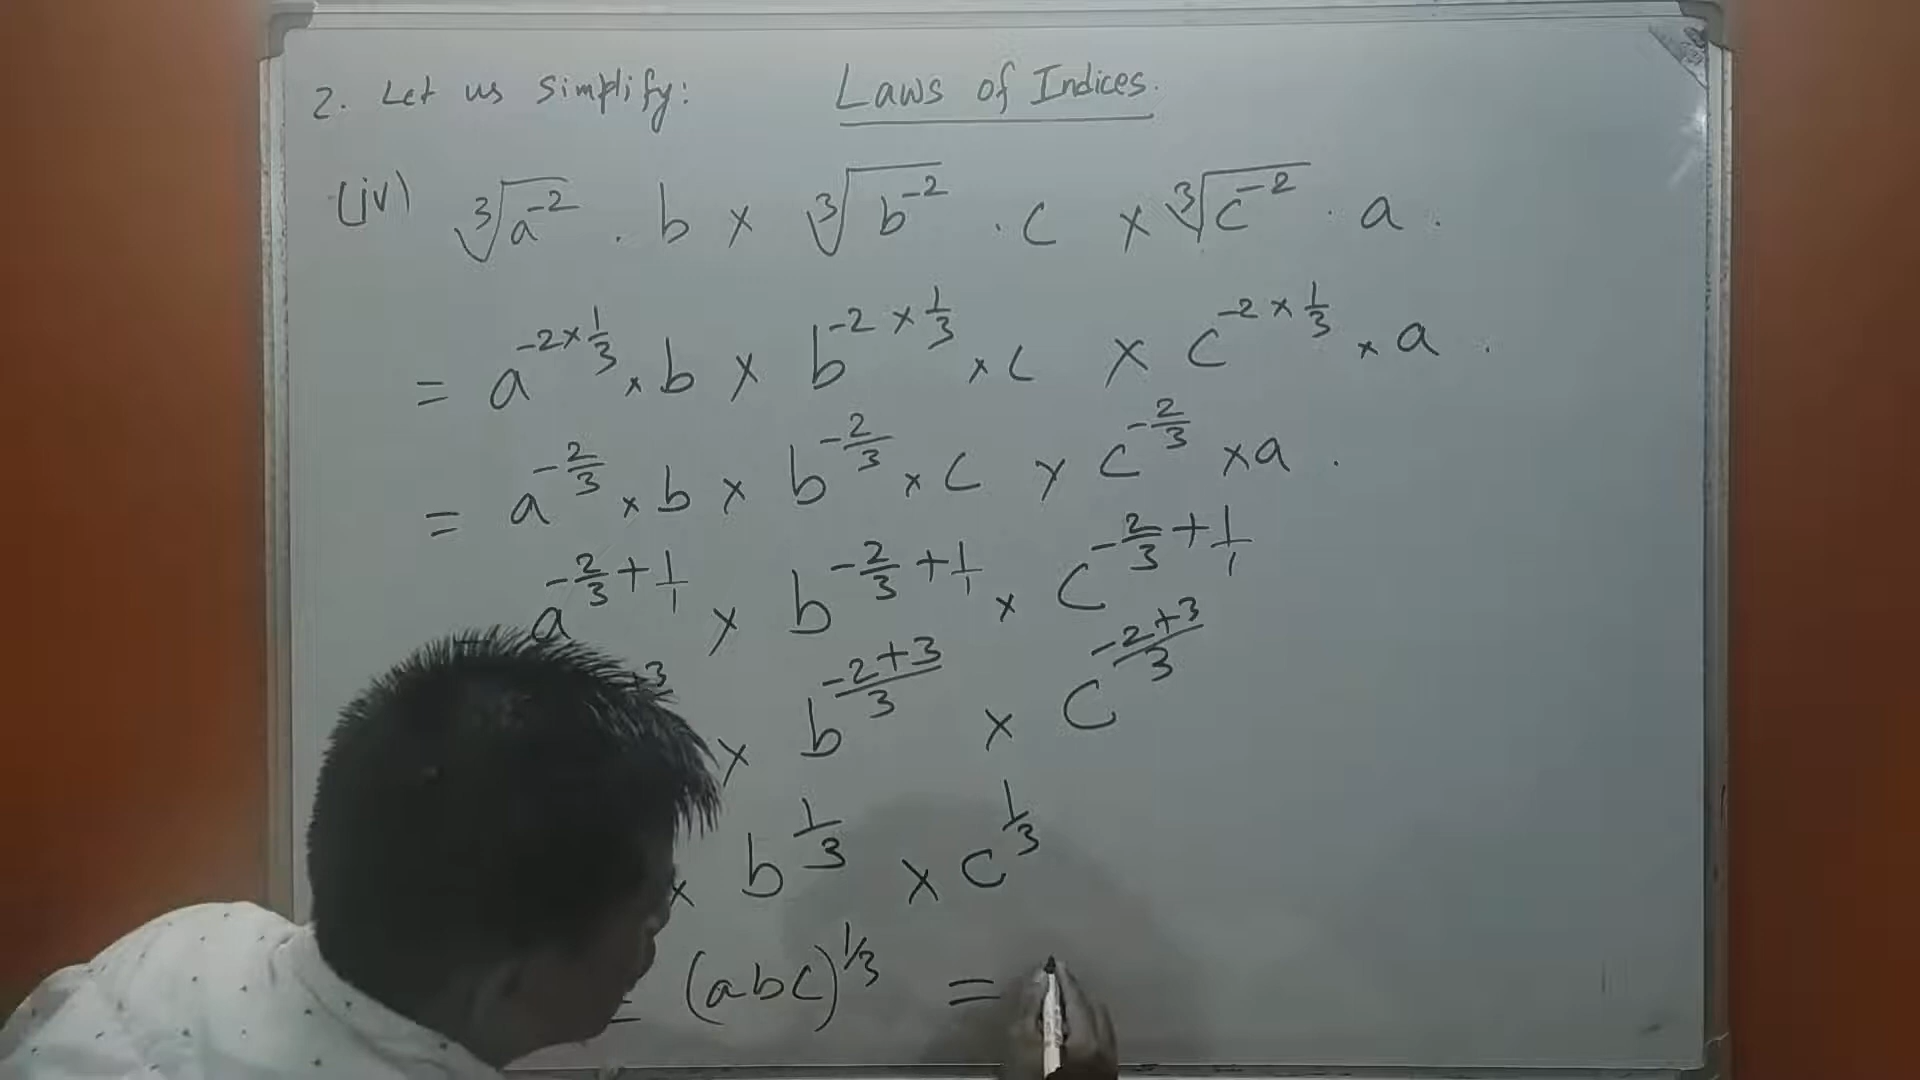 2. Let us simplify: Laws of Indices.
(iv) ∛a⁻² . b × ∛b⁻² . c × ∛c⁻² . a .
= a^(-2×1/3) × b × b^(-2×1/3) × c × c^(-2×1/3) × a .
= a^(-2/3) × b × b^(-2/3) × c × c^(-2/3) × a .
a^(-2/3+1/1) × b^(-2/3+1/1) × c^(-2/3+1/1)
+3 × b^((-2+3)/3) × c^((-2+3)/3)
× b^(1/3) × c^(1/3)
= (abc)^(1/3) =